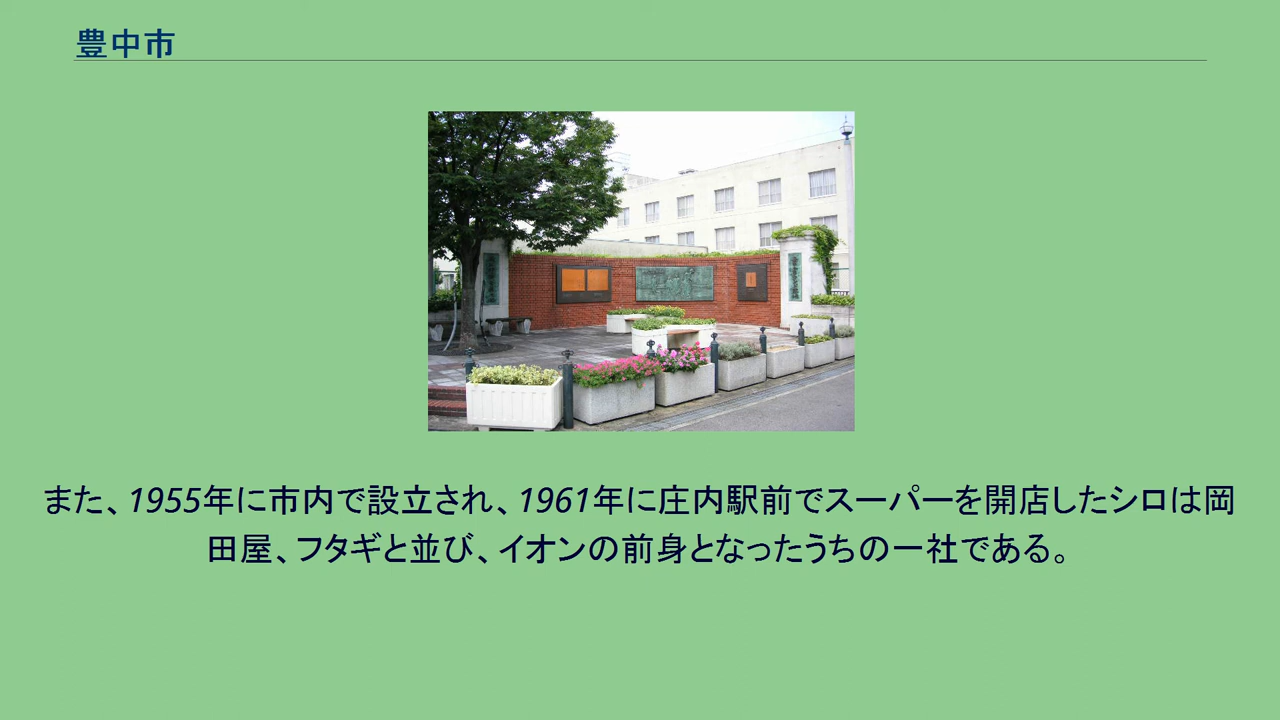 豊中市
また、1955年に市内で設立され、1961年に庄内駅前でスーパーを開店したシロは岡
田屋、フタギと並び、イオンの前身となったうちの一社である。